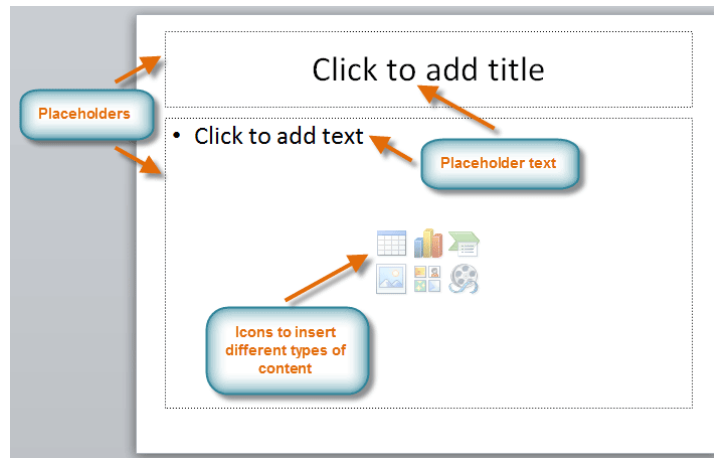 Click to add title
Placeholders
• Click to add text
Placeholder text
Icons to insert
different types of
content